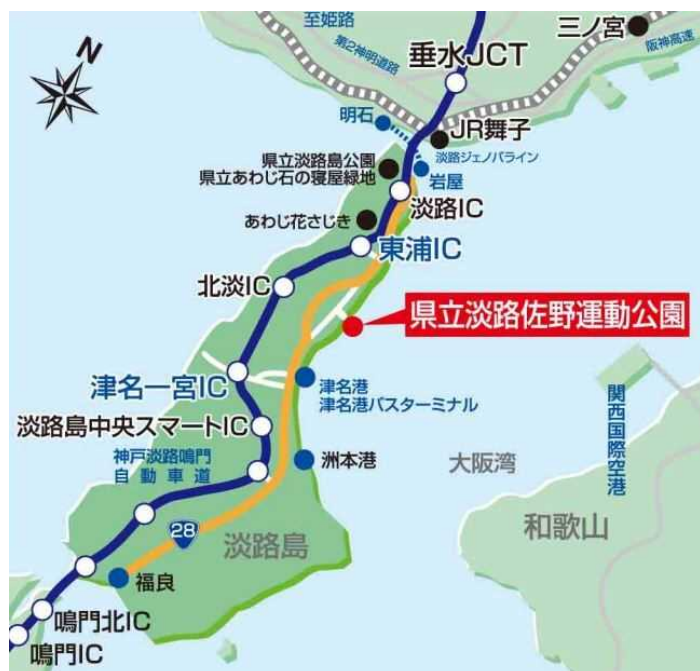 至姫路
三ノ宮
第2神明道路
阪神高速
N
垂水JCT
明石
JR舞子
淡路ジェノバライン
県立淡路島公園
県立あわじ石の寝屋緑地
岩屋
淡路IC
あわじ花さじき
東浦IC
北淡IC
県立淡路佐野運動公園
津名一宮IC
津名港
津名港バスターミナル
関西国際空港
淡路島中央スマートIC
神戸淡路鳴門
自動車道
洲本港
大阪湾
和歌山
28
淡路島
福良
鳴門北IC
鳴門IC